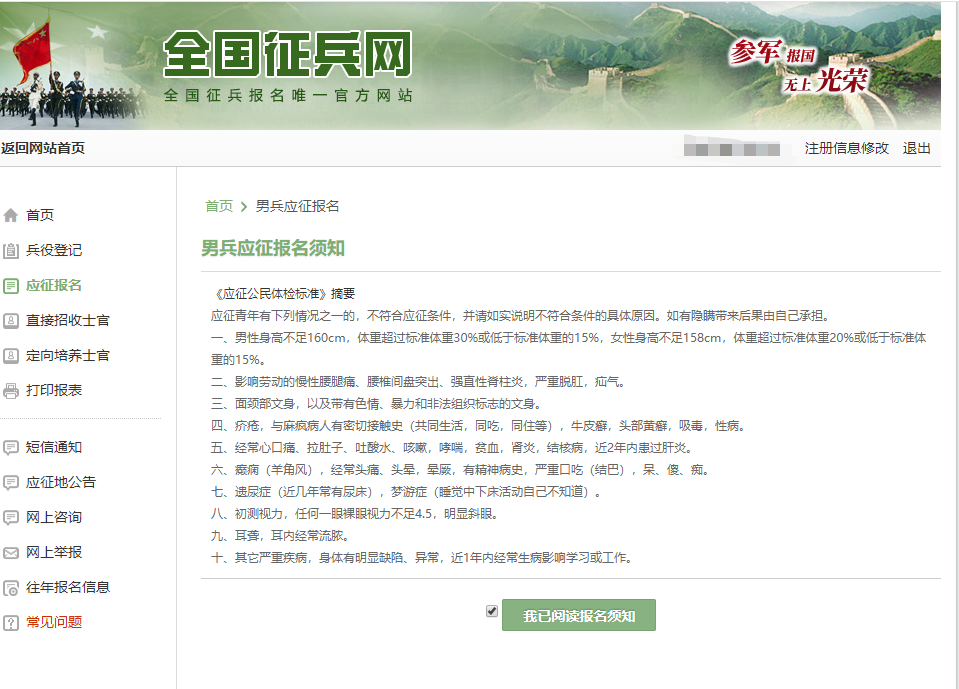 全国征兵网
全国征兵报名唯一官方网站
参军 报国
无上 光荣
返回网站首页
注册信息修改 退出
首页
兵役登记
应征报名
直接招收士官
定向培养士官
打印报表
短信通知
应征地公告
网上咨询
网上举报
往年报名信息
常见问题
首页 > 男兵应征报名
男兵应征报名须知
《应征公民体检标准》摘要
应征青年有下列情况之一的，不符合应征条件，并请如实说明不符合条件的具体原因。如有隐瞒带来后果由自己承担。
一、男性身高不足160cm，体重超过标准体重30%或低于标准体重的15%，女性身高不足158cm，体重超过标准体重20%或低于标准体
重的15%。
二、影响劳动的慢性腰腿痛、腰椎间盘突出、强直性脊柱炎，严重脱肛，疝气。
三、面颈部文身，以及带有色情、暴力和非法组织标志的文身。
四、疥疮，与麻疯病人有密切接触史（共同生活，同吃，同住等），牛皮癣，头部黄癣，吸毒，性病。
五、经常心口痛、拉肚子、吐酸水、咳嗽，哮喘，贫血，肾炎，结核病，近2年内患过肝炎。
六、癫痫（羊角风），经常头痛、头晕，晕厥，有精神病史，严重口吃（结巴），呆、傻、痴。
七、遗尿症（近几年常有尿床），梦游症（睡觉中下床活动自己不知道）。
八、初测视力，任何一眼裸眼视力不足4.5，明显斜眼。
九、耳聋，耳内经常流脓。
十、其它严重疾病，身体有明显缺陷、异常，近1年内经常生病影响学习或工作。
我已阅读报名须知